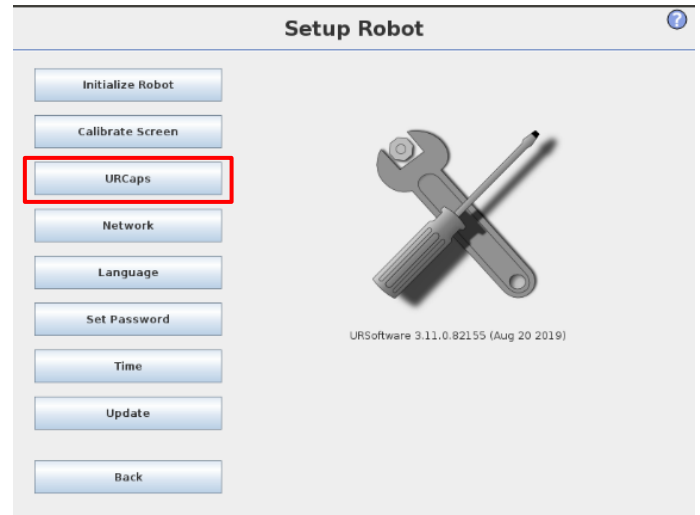 Setup Robot
?
Initialize Robot
Calibrate Screen
URCaps
Network
Language
Set Password
Time
Update
Back
URSoftware 3.11.0.82155 (Aug 20 2019)